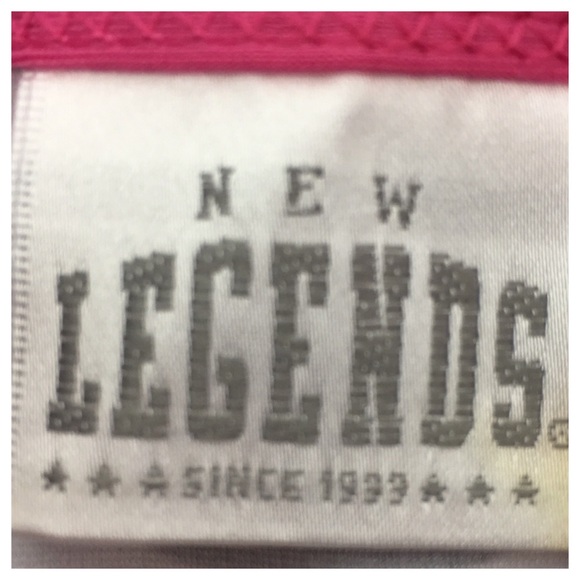 NEW
LEGENDS®
★ ★ ★ SINCE 1999 ★ ★ ★